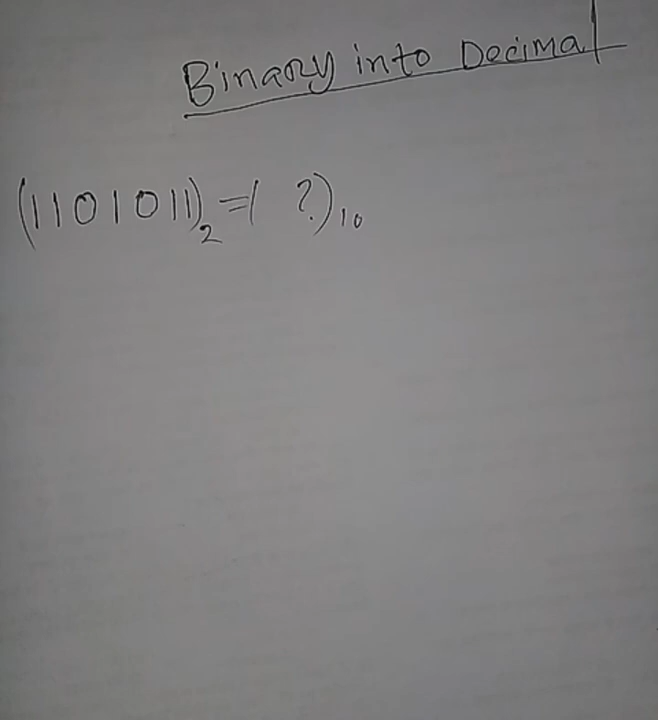 Binary into Decimal
(1101011)₂ = ( ?)₁₀